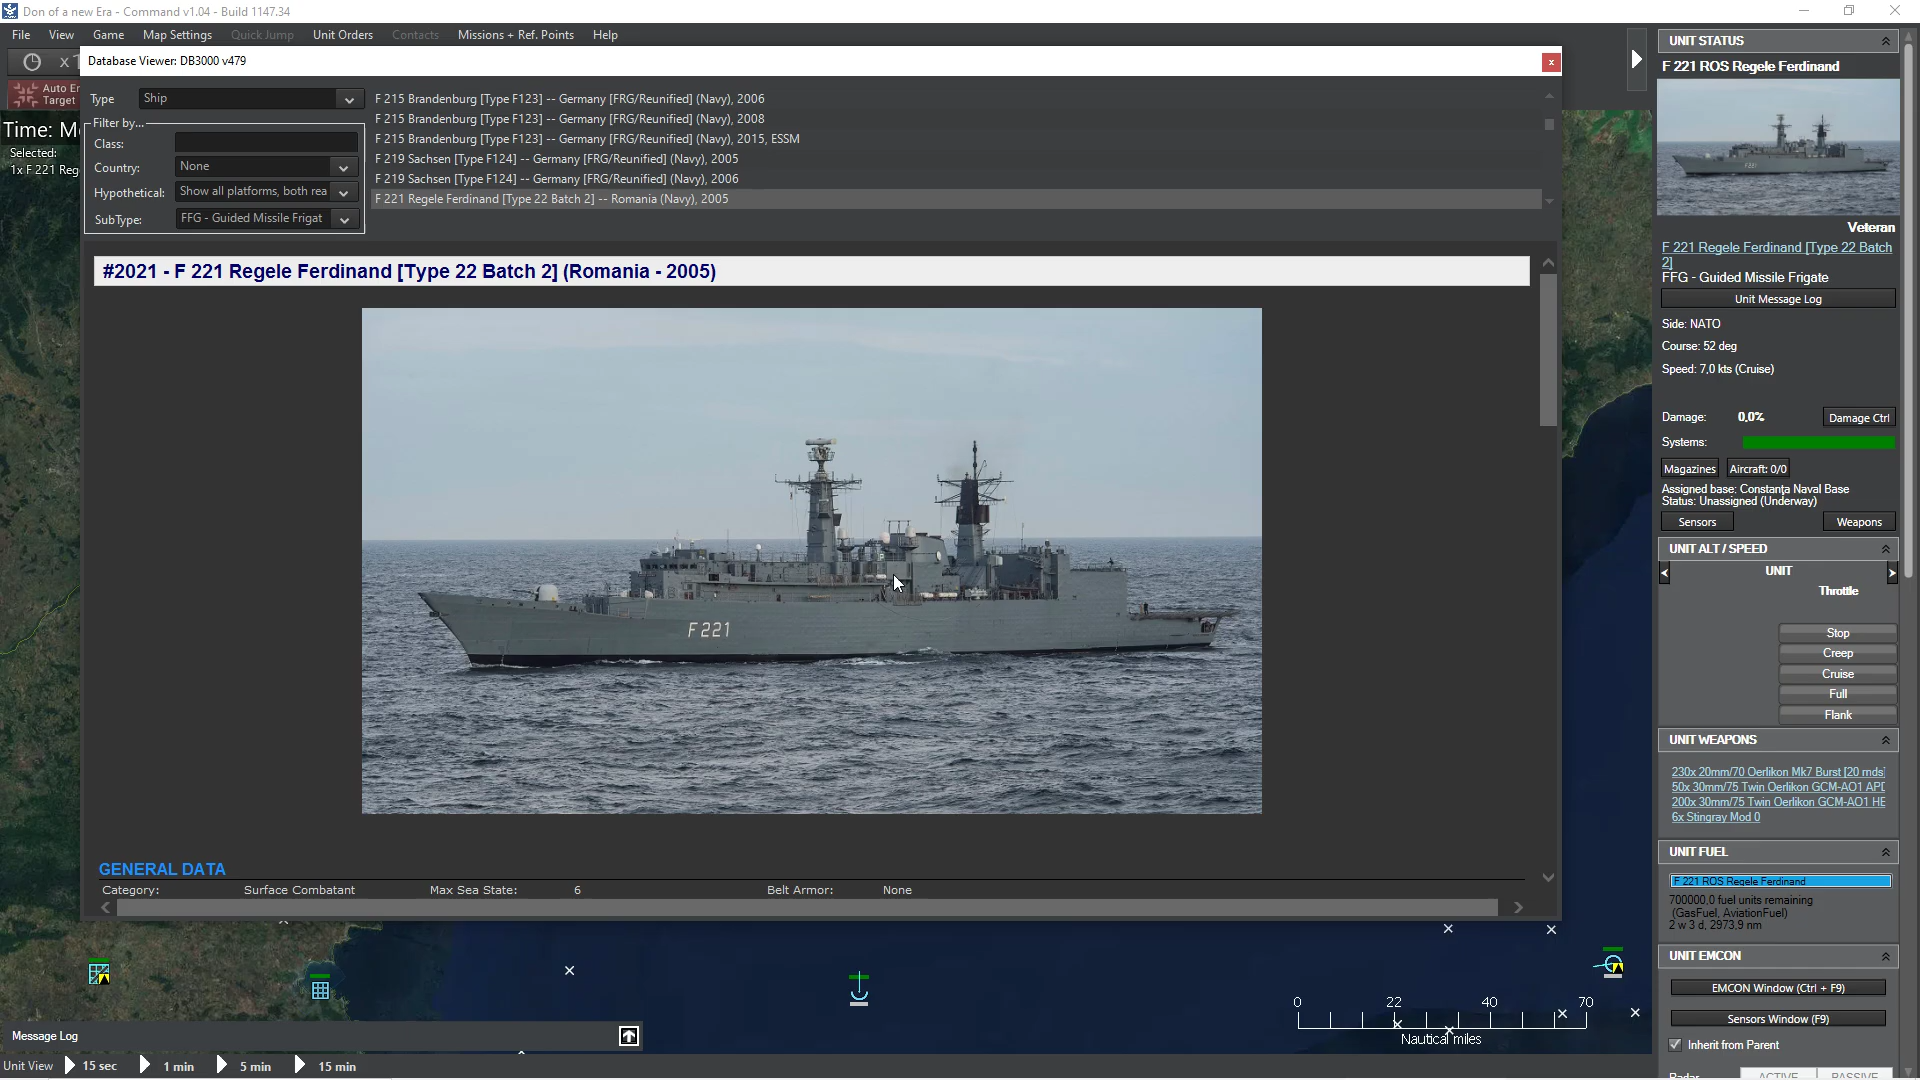 Don of a new Era - Command v1.04 - Build 1147.34
File View Game Map Settings Quick Jump Unit Orders Contacts Missions + Ref. Points Help
Database Viewer: DB3000 v479
x
Auto En
Target
Time: M
Selected:
1x F 221 Reg
Type Ship
Filter by...
Class:
Country: None
Hypothetical: Show all platforms, both rea
SubType: FFG - Guided Missile Frigat
F 215 Brandenburg [Type F123] -- Germany [FRG/Reunified] (Navy), 2006
F 215 Brandenburg [Type F123] -- Germany [FRG/Reunified] (Navy), 2008
F 215 Brandenburg [Type F123] -- Germany [FRG/Reunified] (Navy), 2015, ESSM
F 219 Sachsen [Type F124] -- Germany [FRG/Reunified] (Navy), 2005
F 219 Sachsen [Type F124] -- Germany [FRG/Reunified] (Navy), 2006
F 221 Regele Ferdinand [Type 22 Batch 2] -- Romania (Navy), 2005
#2021 - F 221 Regele Ferdinand [Type 22 Batch 2] (Romania - 2005)
F221
GENERAL DATA
Category: Surface Combatant Max Sea State: 6 Belt Armor: None
0 22 40 70
Nautical miles
Message Log
Unit View 15 sec 1 min 5 min 15 min
UNIT STATUS
F 221 ROS Regele Ferdinand
Veteran
F 221 Regele Ferdinand [Type 22 Batch
2]
FFG - Guided Missile Frigate
Unit Message Log
Side: NATO
Course: 52 deg
Speed: 7,0 kts (Cruise)
Damage: 0,0% Damage Ctrl
Systems:
Magazines Aircraft: 0/0
Assigned base: Constanța Naval Base
Status: Unassigned (Underway)
Sensors Weapons
UNIT ALT / SPEED
UNIT
Throttle
Stop
Creep
Cruise
Full
Flank
UNIT WEAPONS
230x 20mm/70 Oerlikon Mk7 Burst [20 rnds]
50x 30mm/75 Twin Oerlikon GCM-AO1 APD
200x 30mm/75 Twin Oerlikon GCM-AO1 HE
6x Stingray Mod 0
UNIT FUEL
F 221 ROS Regele Ferdinand
700000,0 fuel units remaining
(GasFuel, AviationFuel)
2 w 3 d, 2973,9 nm
UNIT EMCON
EMCON Window (Ctrl + F9)
Sensors Window (F9)
Inherit from Parent
Radar ACTIVE PASSIVE